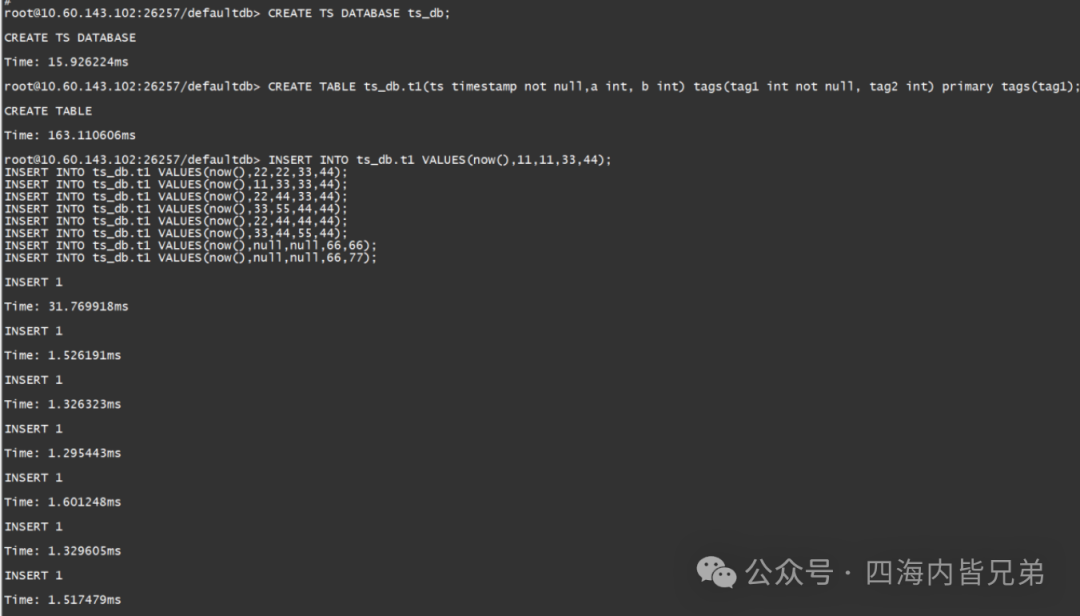 #
root@10.60.143.102:26257/defaultdb> CREATE TS DATABASE ts_db;
CREATE TS DATABASE
Time: 15.926224ms
root@10.60.143.102:26257/defaultdb> CREATE TABLE ts_db.t1(ts timestamp not null,a int, b int) tags(tag1 int not null, tag2 int) primary tags(tag1);
CREATE TABLE
Time: 163.110606ms
root@10.60.143.102:26257/defaultdb> INSERT INTO ts_db.t1 VALUES(now(),11,11,33,44);
INSERT INTO ts_db.t1 VALUES(now(),22,22,33,44);
INSERT INTO ts_db.t1 VALUES(now(),11,33,33,44);
INSERT INTO ts_db.t1 VALUES(now(),22,44,33,44);
INSERT INTO ts_db.t1 VALUES(now(),33,55,44,44);
INSERT INTO ts_db.t1 VALUES(now(),22,44,44,44);
INSERT INTO ts_db.t1 VALUES(now(),33,44,55,44);
INSERT INTO ts_db.t1 VALUES(now(),null,null,66,66);
INSERT INTO ts_db.t1 VALUES(now(),null,null,66,77);
INSERT 1
Time: 31.769918ms
INSERT 1
Time: 1.526191ms
INSERT 1
Time: 1.326323ms
INSERT 1
Time: 1.295443ms
INSERT 1
Time: 1.601248ms
INSERT 1
Time: 1.329605ms
INSERT 1
Time: 1.517479ms
公众号 · 四海内皆兄弟